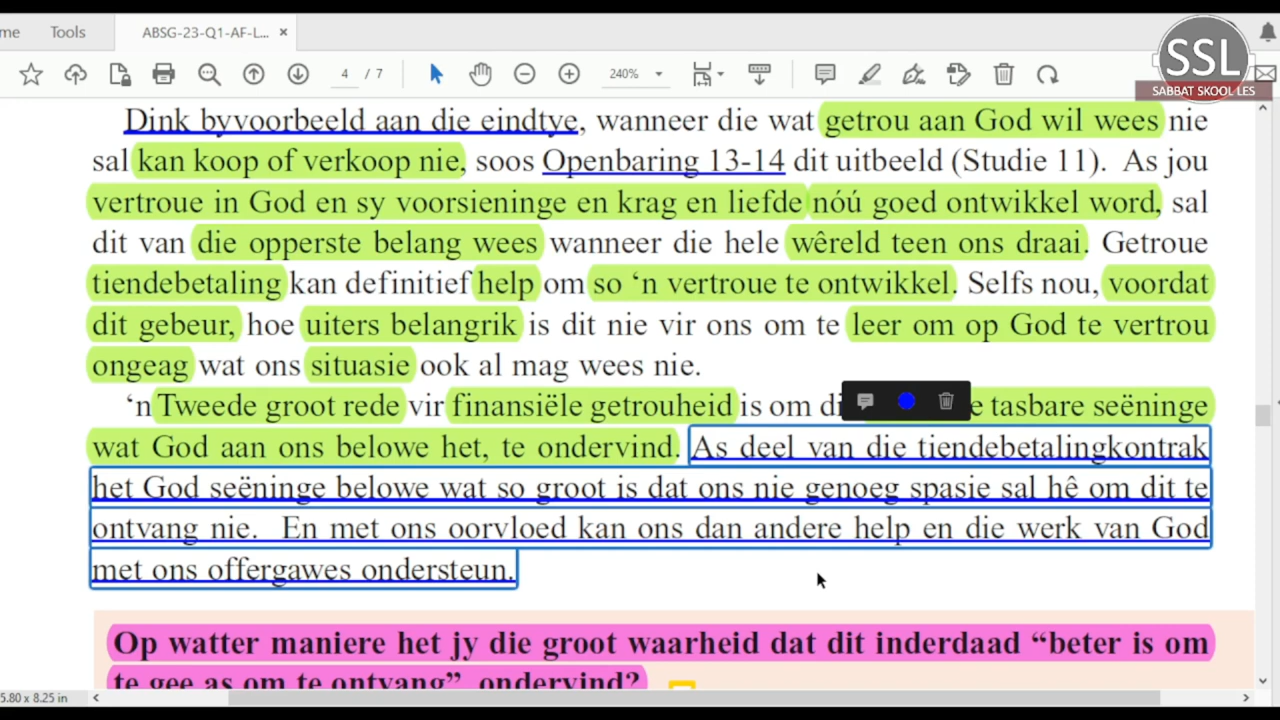 me Tools ABSG-23-Q1-AF-L... ×
SSL
SABBAT SKOOL LES
4 / 7 240%
Dink byvoorbeeld aan die eindtye, wanneer die wat getrou aan God wil wees nie
sal kan koop of verkoop nie, soos Openbaring 13-14 dit uitbeeld (Studie 11). As jou
vertroue in God en sy voorsieninge en krag en liefde nóú goed ontwikkel word, sal
dit van die opperste belang wees wanneer die hele wêreld teen ons draai. Getroue
tiendebetaling kan definitief help om so ‘n vertroue te ontwikkel. Selfs nou, voordat
dit gebeur, hoe uiters belangrik is dit nie vir ons om te leer om op God te vertrou
ongeag wat ons situasie ook al mag wees nie.
‘n Tweede groot rede vir finansiële getrouheid is om di e tasbare seëninge
wat God aan ons belowe het, te ondervind. As deel van die tiendebetalingkontrak
het God seëninge belowe wat so groot is dat ons nie genoeg spasie sal hê om dit te
ontvang nie. En met ons oorvloed kan ons dan andere help en die werk van God
met ons offergawes ondersteun.
Op watter maniere het jy die groot waarheid dat dit inderdaad “beter is om
te gee as om te ontvang”, ondervind?
5.80 x 8.25 in